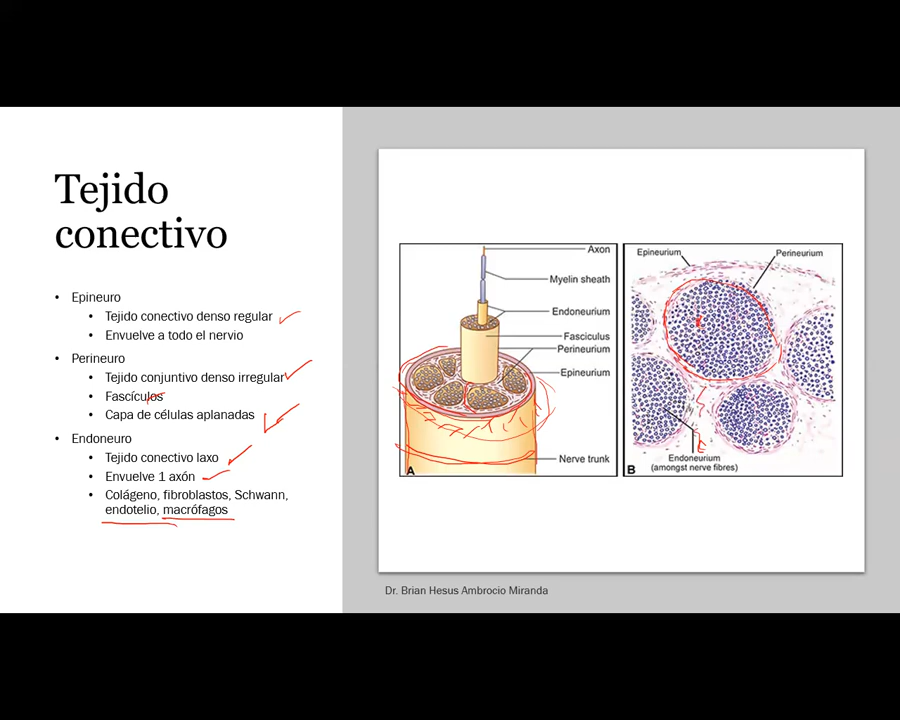 Tejido
conectivo
• Epineuro
• Tejido conectivo denso regular
• Envuelve a todo el nervio
• Perineuro
• Tejido conjuntivo denso irregular
• Fascículos
• Capa de células aplanadas
• Endoneuro
• Tejido conectivo laxo
• Envuelve 1 axón
• Colágeno, fibroblastos, Schwann,
endotelio, macrófagos
Axon
Myelin sheath
Endoneurium
Fasciculus
Perineurium
Epineurium
Nerve trunk
A
Epineurium
Perineurium
Endoneurium
(amongst nerve fibres)
B
Dr. Brian Hesus Ambrocio Miranda